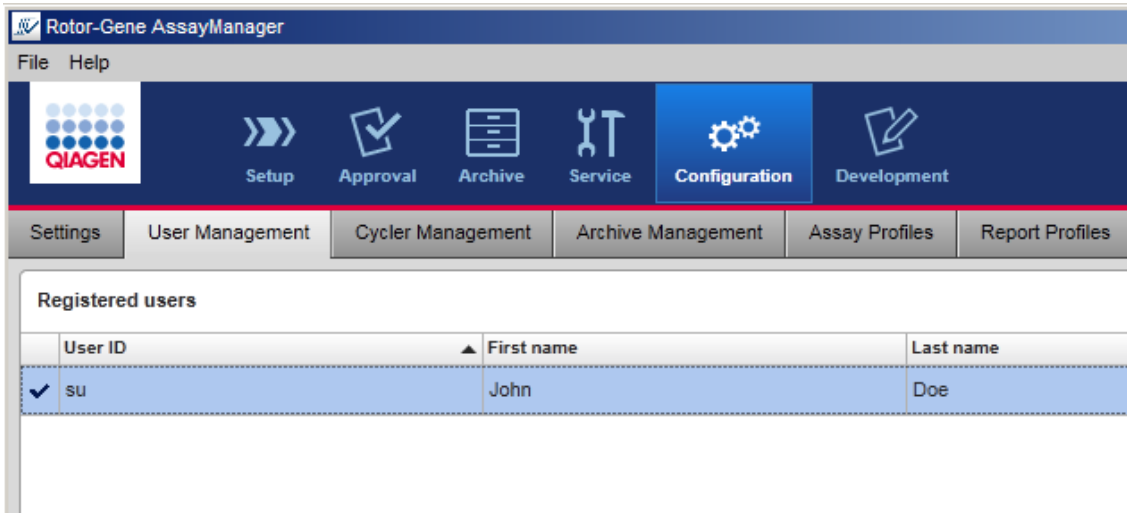 Rotor-Gene AssayManager
File Help
QIAGEN
Setup Approval Archive Service Configuration Development
Settings User Management Cycler Management Archive Management Assay Profiles Report Profiles
Registered users
User ID First name Last name
su John Doe